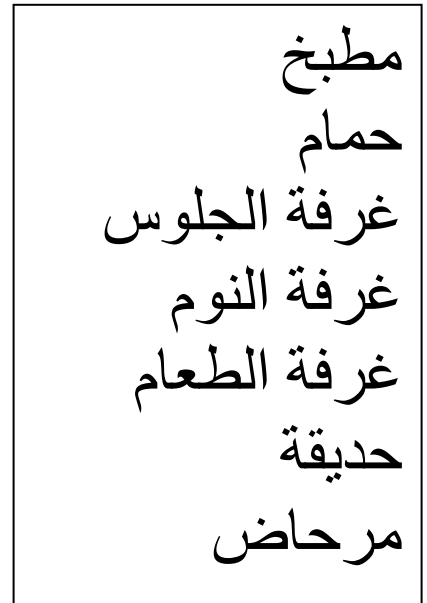 مطبخ
حمام
غرفة الجلوس
غرفة النوم
غرفة الطعام
حديقة
مرحاض